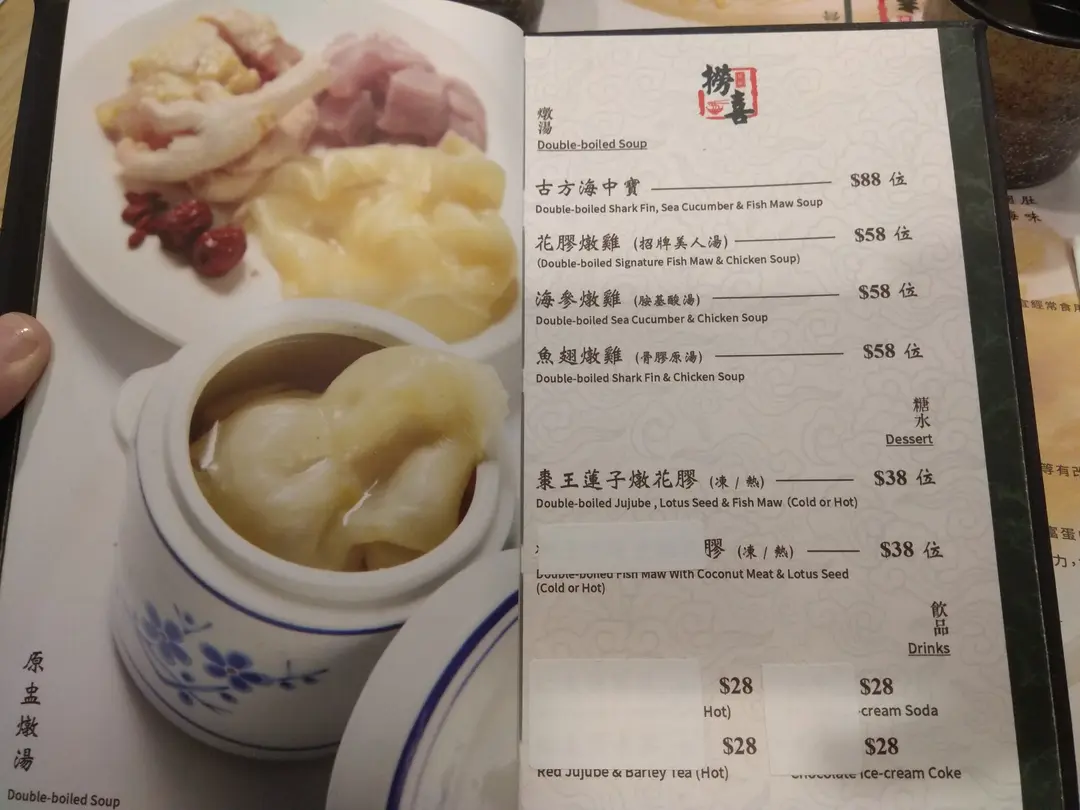 原盅燉湯
Double-boiled Soup
撈喜
燉湯
Double-boiled Soup
古方海中寶 $88 位
Double-boiled Shark Fin, Sea Cucumber & Fish Maw Soup
花膠燉雞 (招牌美人湯) $58 位
(Double-boiled Signature Fish Maw & Chicken Soup)
海參燉雞 (胺基酸湯) $58 位
Double-boiled Sea Cucumber & Chicken Soup
魚翅燉雞 (骨膠原湯) $58 位
Double-boiled Shark Fin & Chicken Soup
糖水
Dessert
棗王蓮子燉花膠 (凍 / 熱) $38 位
Double-boiled Jujube , Lotus Seed & Fish Maw (Cold or Hot)
膠 (凍 / 熱) $38 位
Double-boiled Fish Maw With Coconut Meat & Lotus Seed
(Cold or Hot)
飲品
Drinks
$28 $28
Hot) -cream Soda
$28 $28
Red Jujube & Barley Tea (Hot) Chocolate Ice-cream Coke